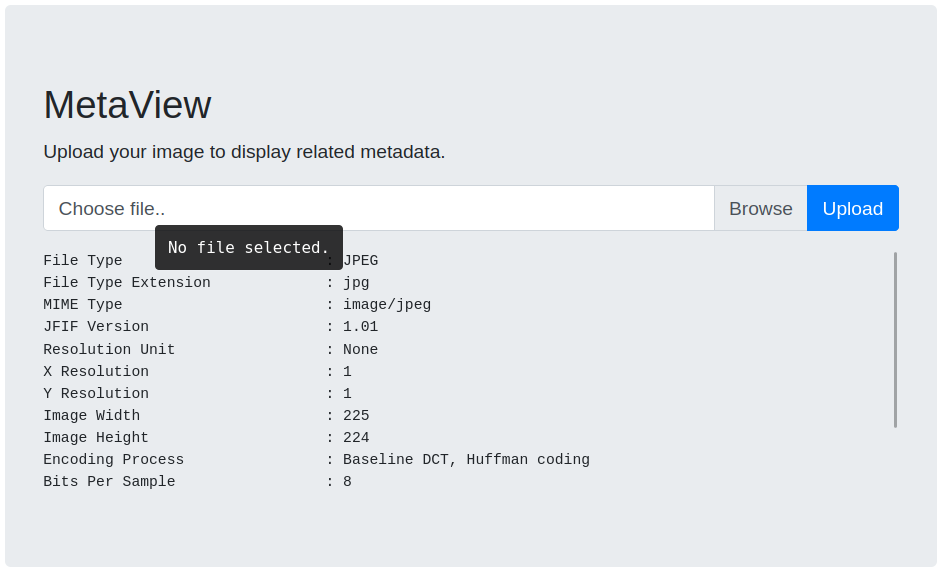 MetaView
Upload your image to display related metadata.
Choose file.. Browse Upload
No file selected.
File Type : JPEG
File Type Extension : jpg
MIME Type : image/jpeg
JFIF Version : 1.01
Resolution Unit : None
X Resolution : 1
Y Resolution : 1
Image Width : 225
Image Height : 224
Encoding Process : Baseline DCT, Huffman coding
Bits Per Sample : 8